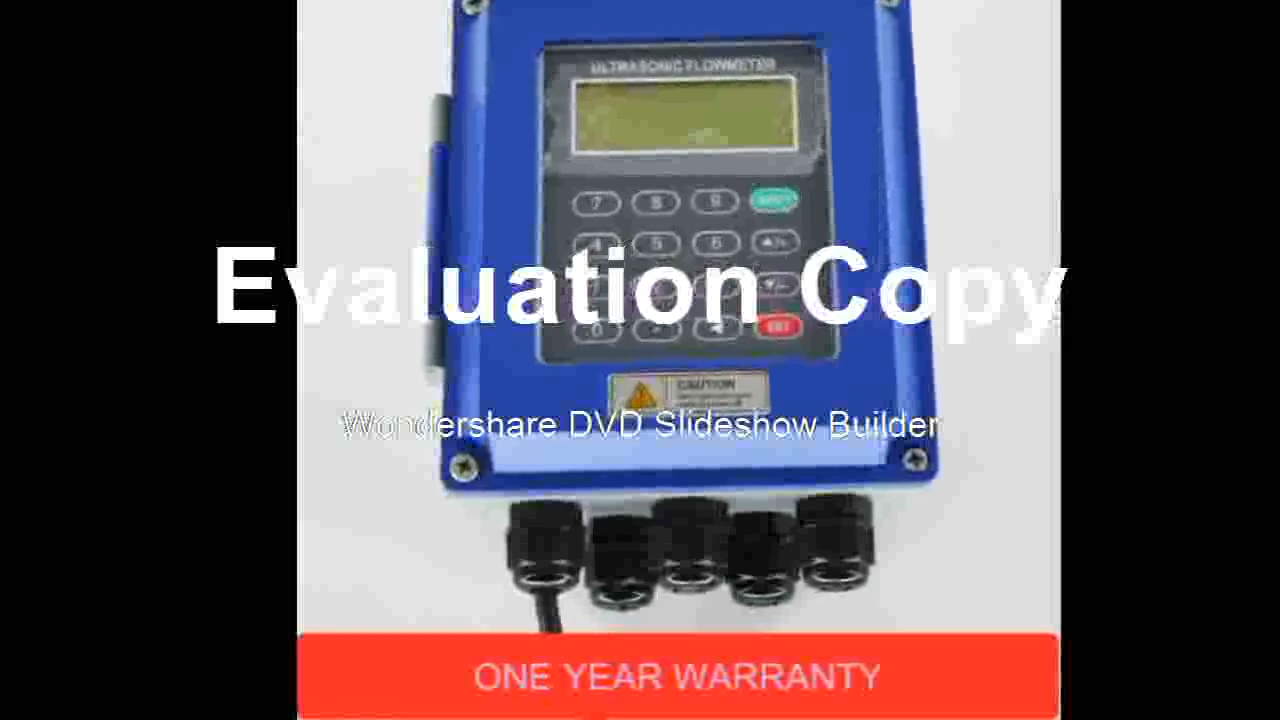 ULTRASONIC FLOWMETER
7 8 9
4 5 6
Evaluation Copy
0
CAUTION
Wondershare DVD Slideshow Builder
ONE YEAR WARRANTY